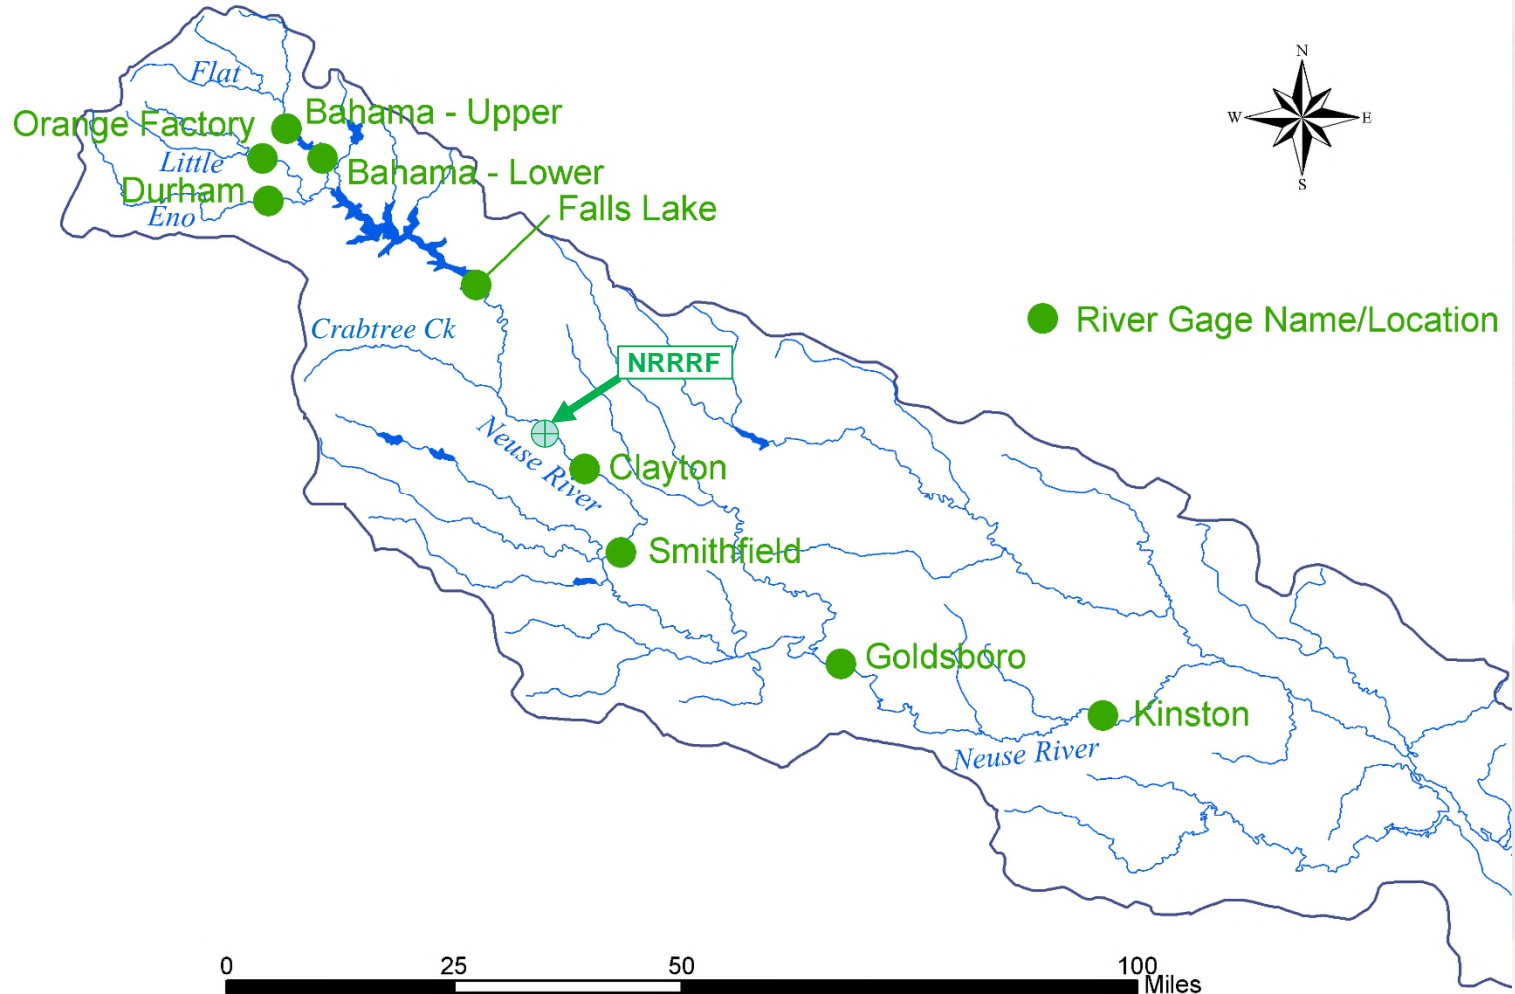 N
W
E
S
Flat
Bahama - Upper
Orange Factory
Little
Bahama - Lower
Durham
Eno
Falls Lake
Crabtree Ck
River Gage Name/Location
NRRRF
Neuse River
Clayton
Smithfield
Goldsboro
Kinston
Neuse River
0 25 50 100
Miles